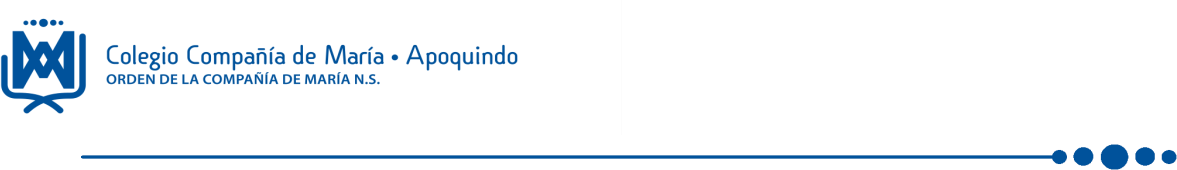 Colegio Compañía de María • Apoquindo
ORDEN DE LA COMPAÑÍA DE MARÍA N.S.